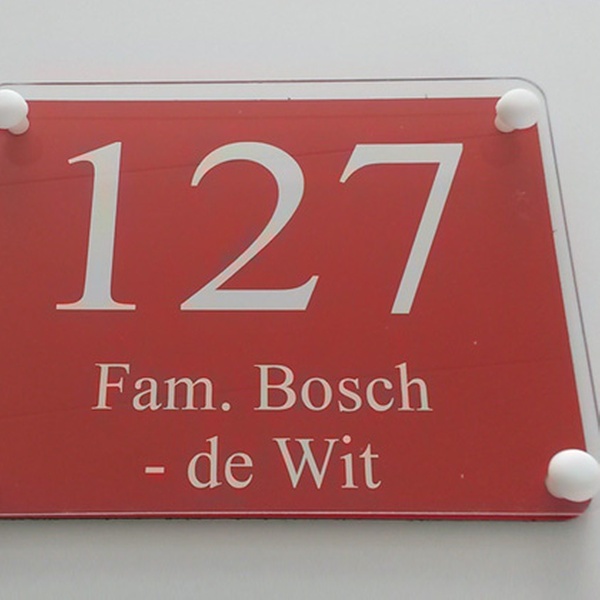 127
Fam. Bosch
- de Wit